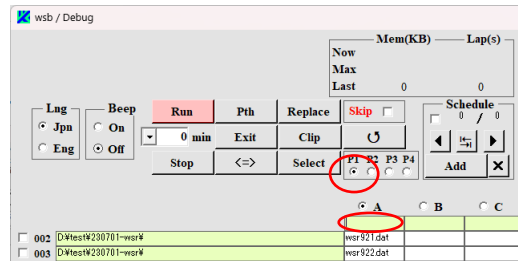 wsb / Debug
Mem(KB) Lap(s)
Now
Max
Last 0 0
Lng Beep Run Pth Replace Skip Schedule
Jpn On 0 min Exit Clip ↺ 0 / 0
Eng Off Stop <=> Select P1 P2 P3 P4 Add X
A B C
002 D:¥test¥230701-wsr¥ wsr921.dat
003 D:¥test¥230701-wsr¥ wsr922.dat